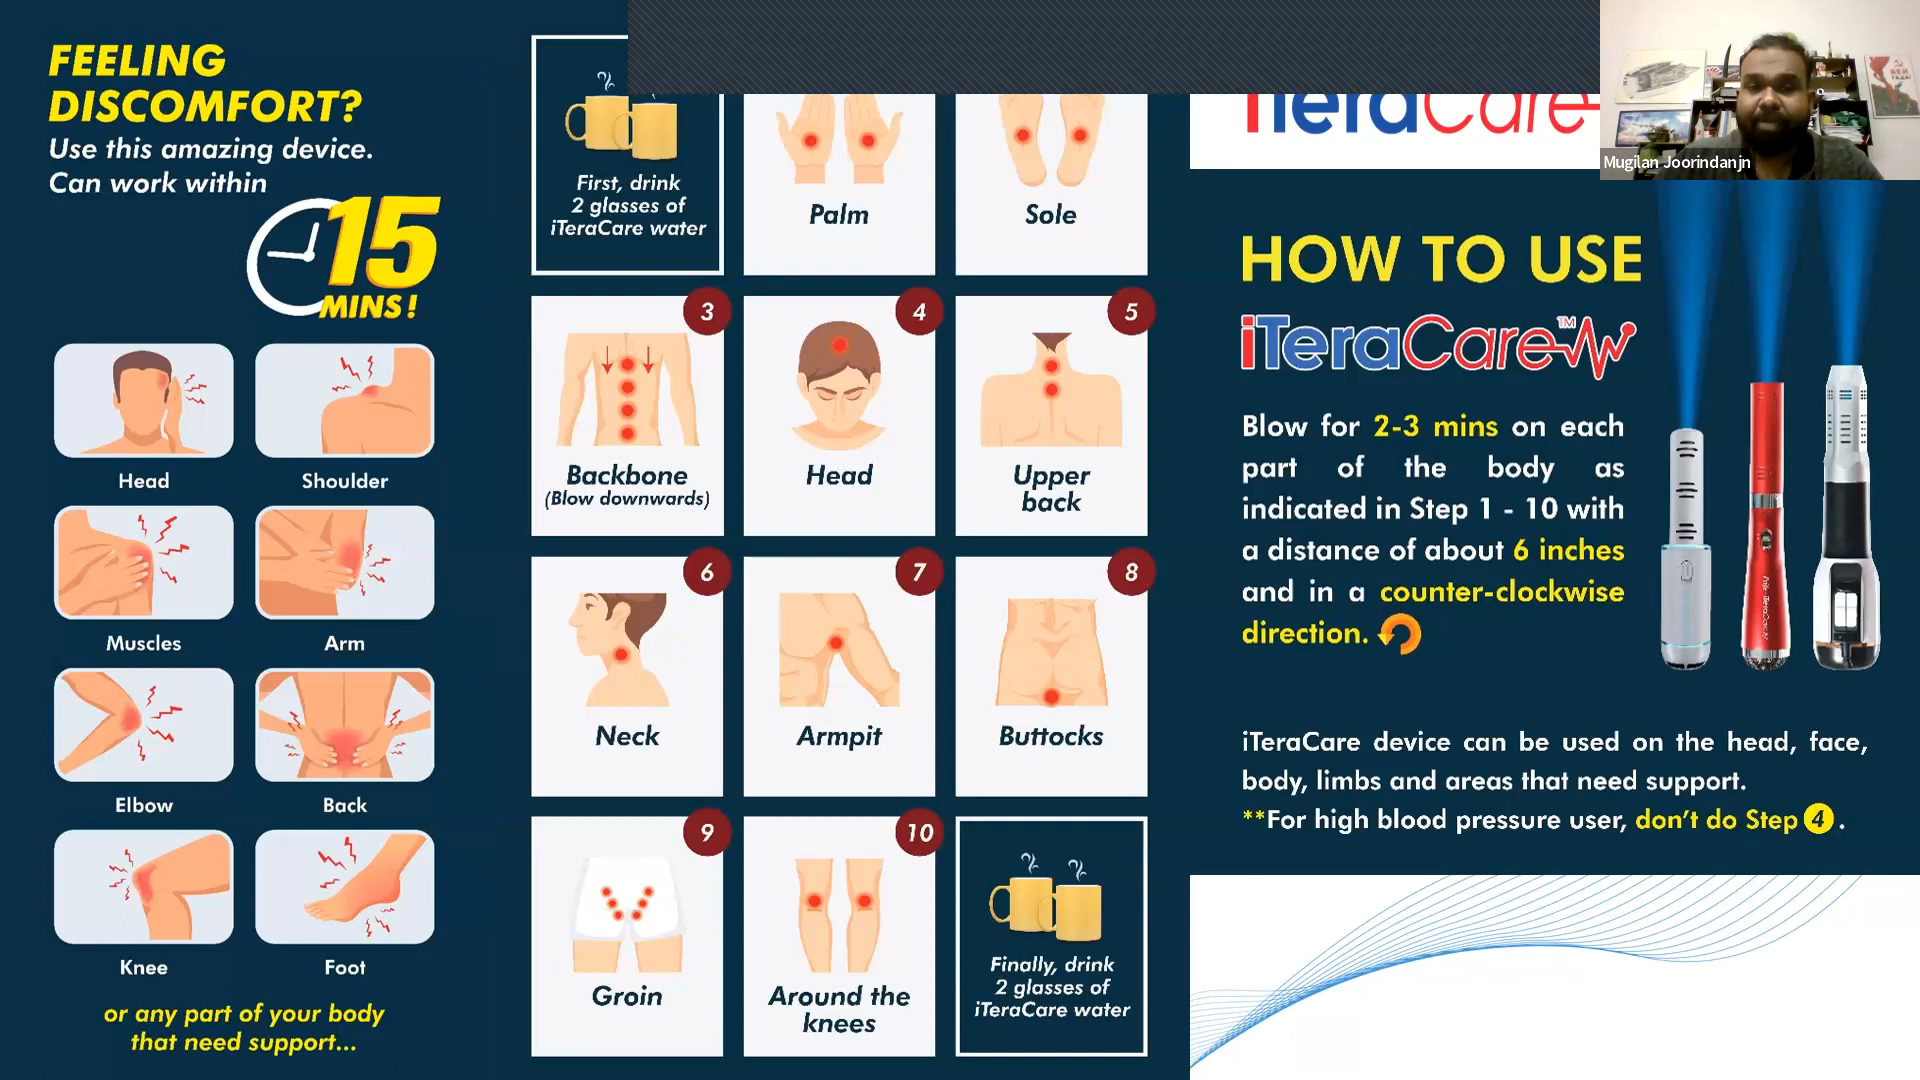 FEELING
DISCOMFORT?
Use this amazing device.
Can work within
15
MINS!
Head
Shoulder
Muscles
Arm
Elbow
Back
Knee
Foot
or any part of your body
that need support...
First, drink
2 glasses of
iTeraCare water
Palm
Sole
3
Backbone
(Blow downwards)
4
Head
5
Upper
back
6
Neck
7
Armpit
8
Buttocks
9
Groin
10
Around the
knees
Finally, drink
2 glasses of
iTeraCare water
iTeraCare
Mugilan Joorindanjn
HOW TO USE
iTeraCare™
Blow for 2-3 mins on each
part of the body as
indicated in Step 1 - 10 with
a distance of about 6 inches
and in a counter-clockwise
direction.
iTeraCare device can be used on the head, face,
body, limbs and areas that need support.
**For high blood pressure user, don't do Step 4.